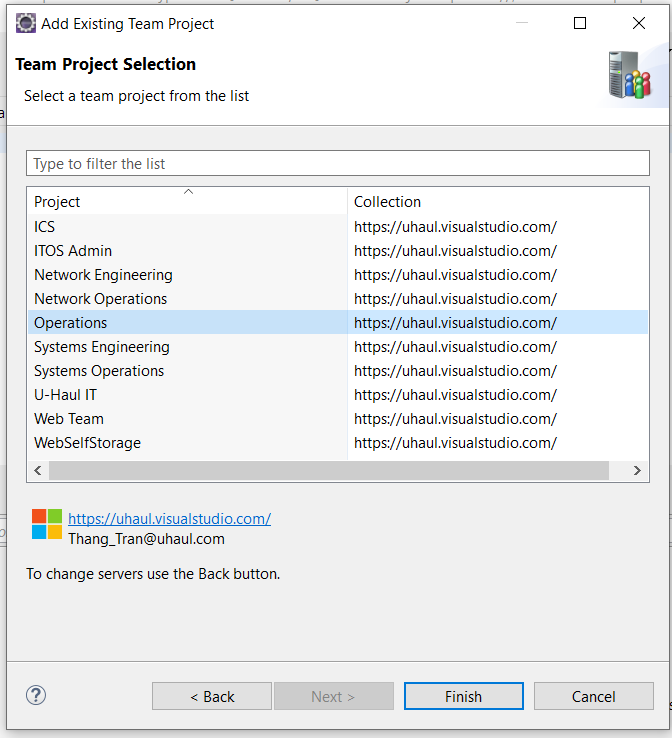 Add Existing Team Project
Team Project Selection
Select a team project from the list
Type to filter the list
Project Collection
ICS https://uhaul.visualstudio.com/
ITOS Admin https://uhaul.visualstudio.com/
Network Engineering https://uhaul.visualstudio.com/
Network Operations https://uhaul.visualstudio.com/
Operations https://uhaul.visualstudio.com/
Systems Engineering https://uhaul.visualstudio.com/
Systems Operations https://uhaul.visualstudio.com/
U-Haul IT https://uhaul.visualstudio.com/
Web Team https://uhaul.visualstudio.com/
WebSelfStorage https://uhaul.visualstudio.com/
https://uhaul.visualstudio.com/
Thang_Tran@uhaul.com
To change servers use the Back button.
? < Back Next > Finish Cancel